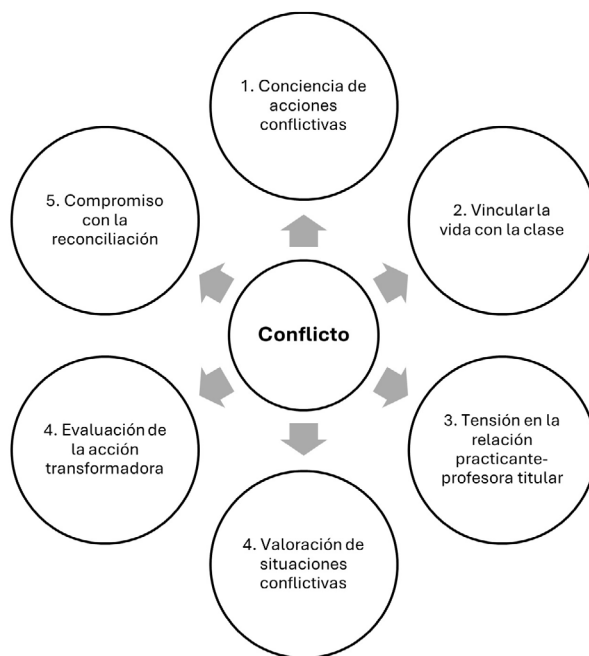 1. Conciencia de
acciones
conflictivas
2. Vincular la
vida con la clase
3. Tensión en la
relación
practicante-
profesora titular
4. Valoración de
situaciones
conflictivas
4. Evaluación de
la acción
transformadora
5. Compromiso
con la
reconciliación
Conflicto